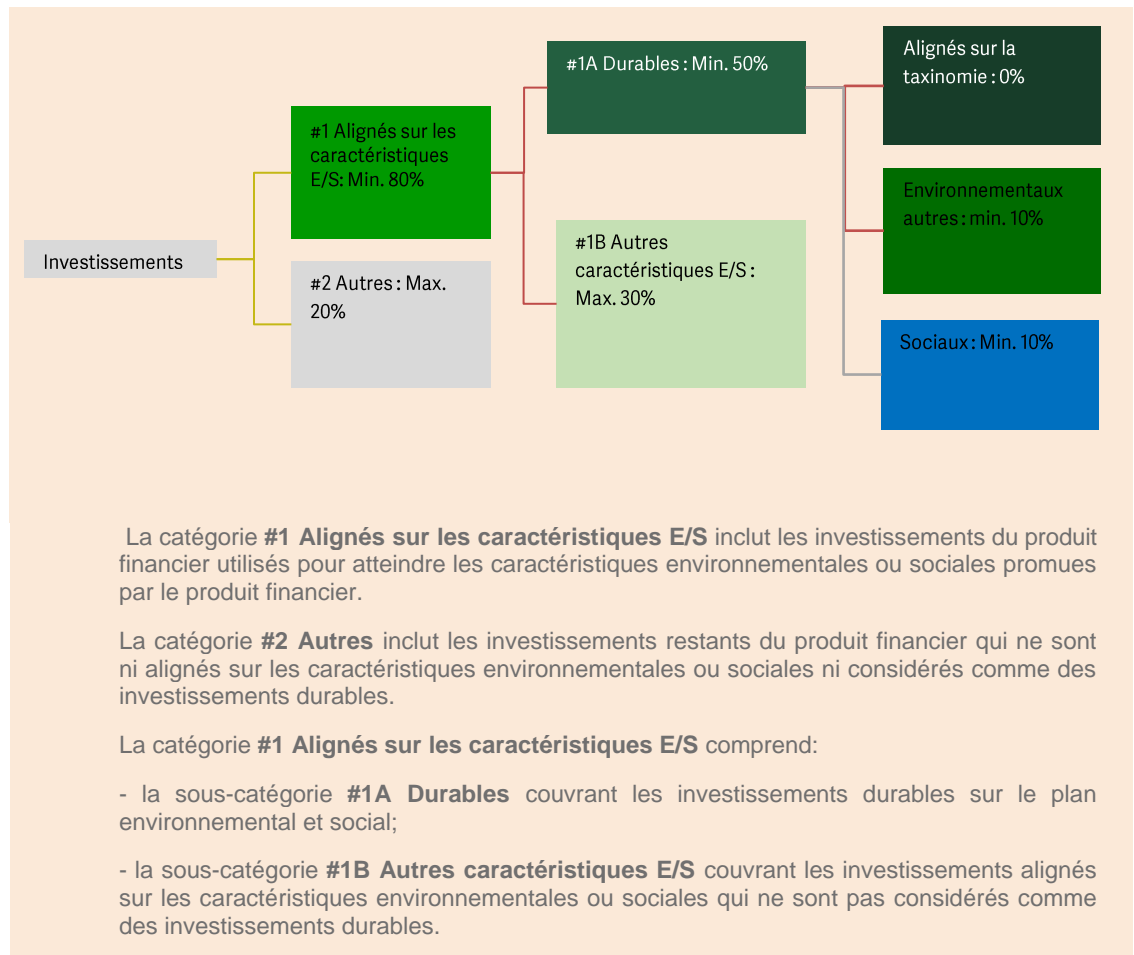 Investissements
#1 Alignés sur les
caractéristiques
E/S: Min. 80%
#2 Autres : Max.
20%
#1A Durables : Min. 50%
#1B Autres
caractéristiques E/S :
Max. 30%
Alignés sur la
taxinomie : 0%
Environnementaux
autres : min. 10%
Sociaux : Min. 10%
La catégorie #1 Alignés sur les caractéristiques E/S inclut les investissements du produit
financier utilisés pour atteindre les caractéristiques environnementales ou sociales promues
par le produit financier.
La catégorie #2 Autres inclut les investissements restants du produit financier qui ne sont
ni alignés sur les caractéristiques environnementales ou sociales ni considérés comme des
investissements durables.
La catégorie #1 Alignés sur les caractéristiques E/S comprend:
- la sous-catégorie #1A Durables couvrant les investissements durables sur le plan
environnemental et social;
- la sous-catégorie #1B Autres caractéristiques E/S couvrant les investissements alignés
sur les caractéristiques environnementales ou sociales qui ne sont pas considérés comme
des investissements durables.